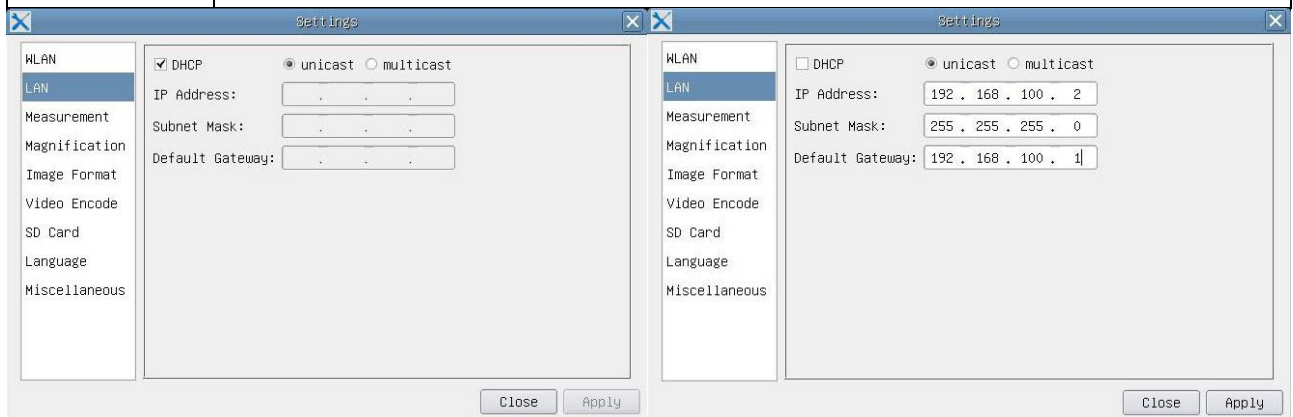 Settings
WLAN
LAN
Measurement
Magnification
Image Format
Video Encode
SD Card
Language
Miscellaneous
DHCP unicast multicast
IP Address: . . .
Subnet Mask: . . .
Default Gateway: . . .
Close Apply
Settings
WLAN
LAN
Measurement
Magnification
Image Format
Video Encode
SD Card
Language
Miscellaneous
DHCP unicast multicast
IP Address: 192 . 168 . 100 . 2
Subnet Mask: 255 . 255 . 255 . 0
Default Gateway: 192 . 168 . 100 . 1
Close Apply